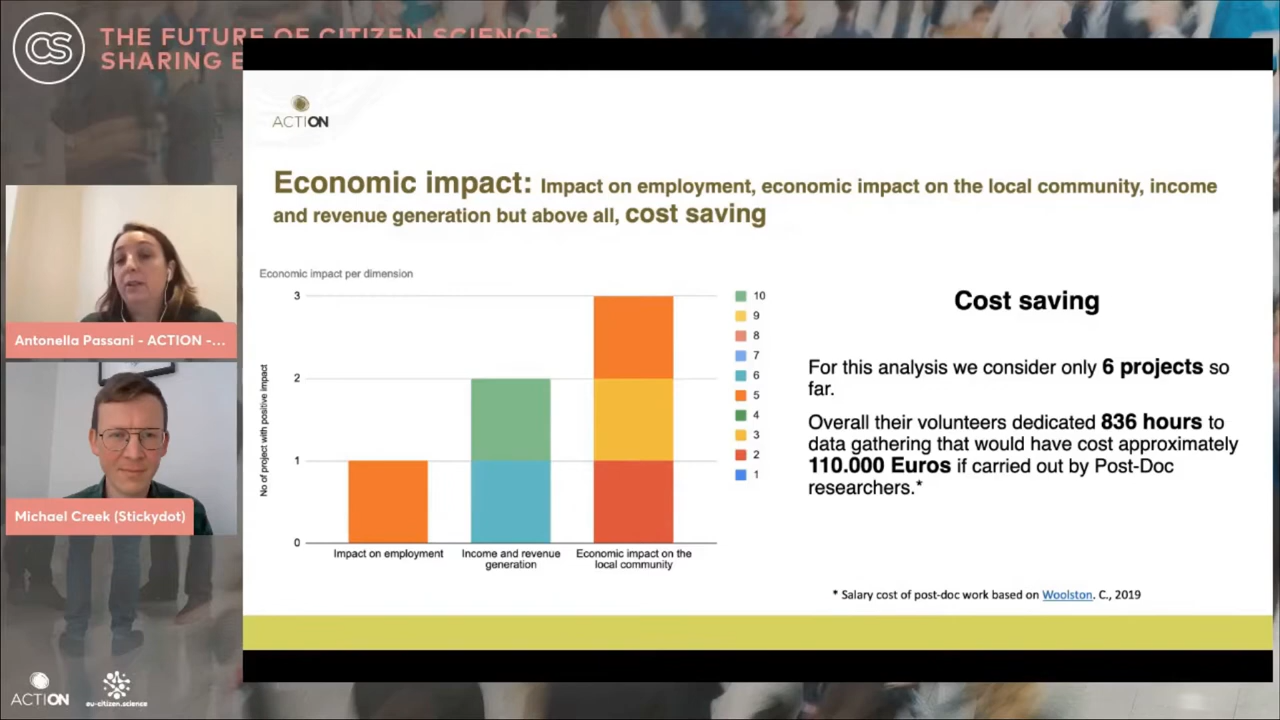 CS
THE FUTURE OF CITIZEN SCIENCE:
SHARING E
ACTION
Economic impact: Impact on employment, economic impact on the local community, income
and revenue generation but above all, cost saving
Antonella Passani - ACTION -...
Michael Creek (Stickydot)
Economic impact per dimension
No of project with positive impact
3
2
1
0
Impact on employment
Income and revenue
generation
Economic impact on the
local community
10
9
8
7
6
5
4
3
2
1
Cost saving
For this analysis we consider only 6 projects so
far.
Overall their volunteers dedicated 836 hours to
data gathering that would have cost approximately
110.000 Euros if carried out by Post-Doc
researchers.*
* Salary cost of post-doc work based on Woolston. C., 2019
ACTION
eu-citizen.science